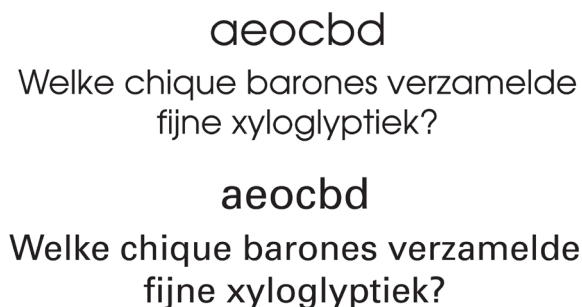 aeocbd
Welke chique barones verzamelde
fijne xyloglyptiek?
aeocbd
Welke chique barones verzamelde
fijne xyloglyptiek?